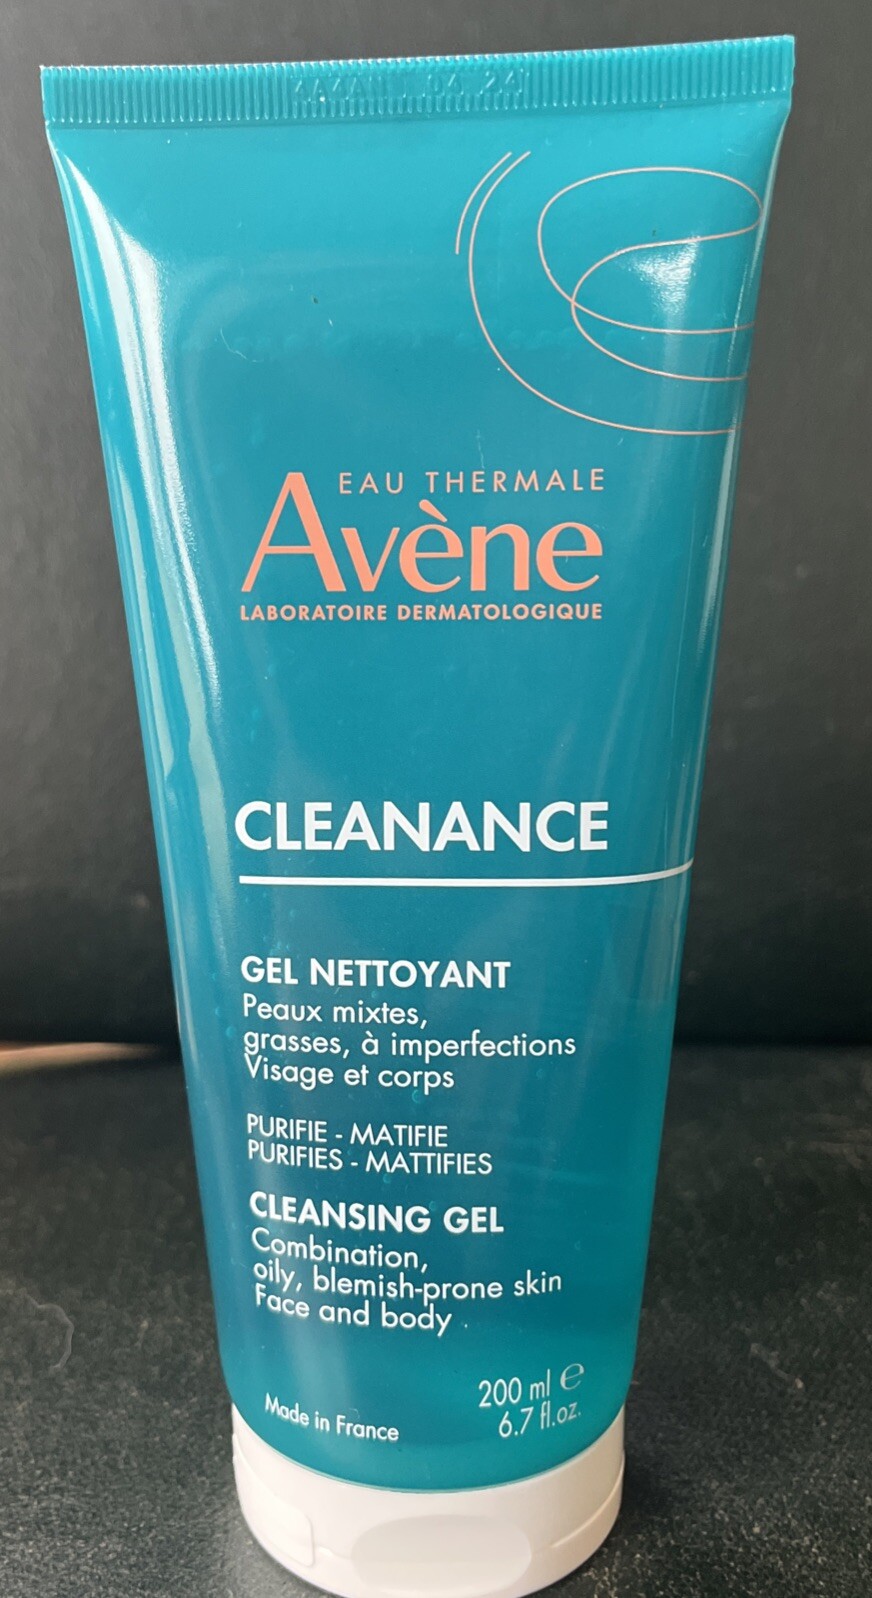 EAU THERMALE
Avène
LABORATOIRE DERMATOLOGIQUE
CLEANANCE
GEL NETTOYANT
Peaux mixtes,
grasses, à imperfections
Visage et corps
PURIFIE - MATIFIE
PURIFIES - MATTIFIES
CLEANSING GEL
Combination,
oily, blemish-prone skin
Face and body
200 ml e
6.7 fl.oz.
Made in France